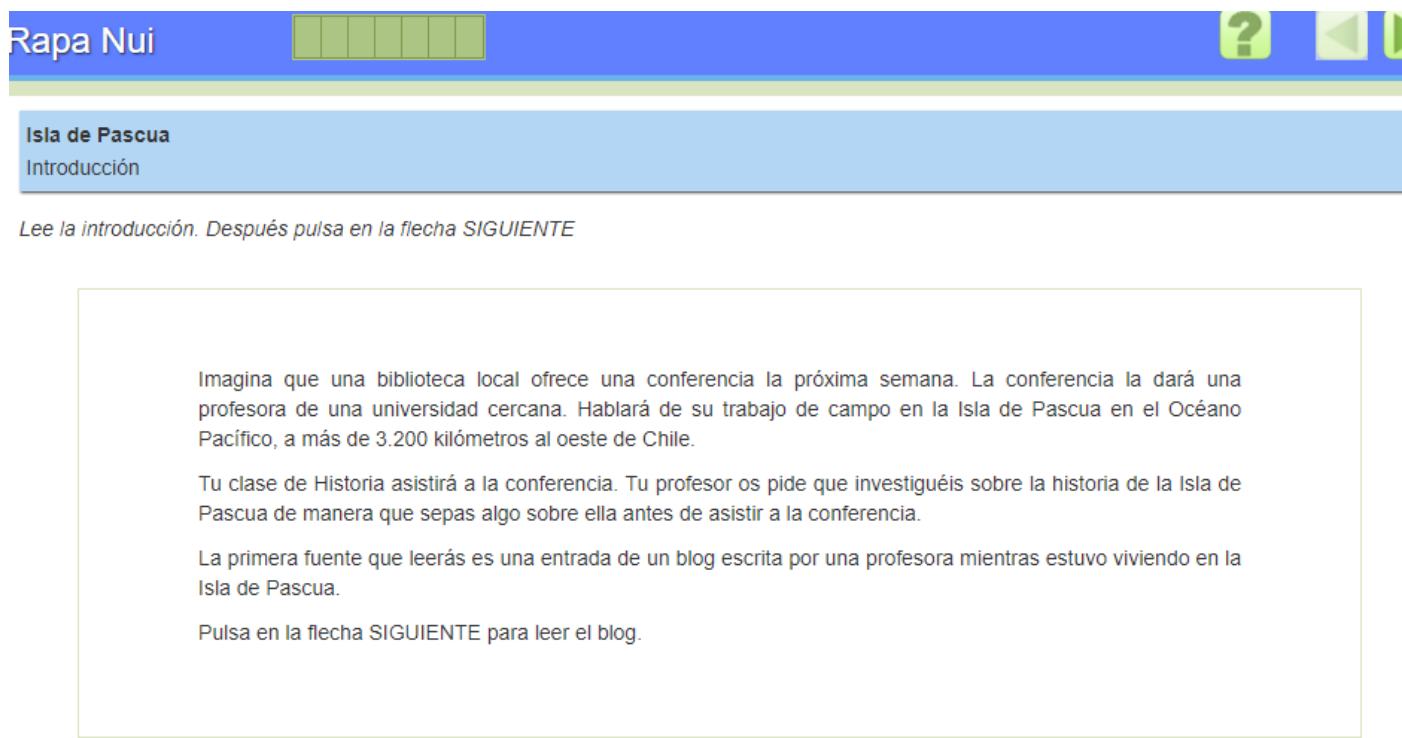 Rapa Nui
?
Isla de Pascua
Introducción
Lee la introducción. Después pulsa en la flecha SIGUIENTE
Imagina que una biblioteca local ofrece una conferencia la próxima semana. La conferencia la dará una
profesora de una universidad cercana. Hablará de su trabajo de campo en la Isla de Pascua en el Océano
Pacífico, a más de 3.200 kilómetros al oeste de Chile.
Tu clase de Historia asistirá a la conferencia. Tu profesor os pide que investiguéis sobre la historia de la Isla de
Pascua de manera que sepas algo sobre ella antes de asistir a la conferencia.
La primera fuente que leerás es una entrada de un blog escrita por una profesora mientras estuvo viviendo en la
Isla de Pascua.
Pulsa en la flecha SIGUIENTE para leer el blog.